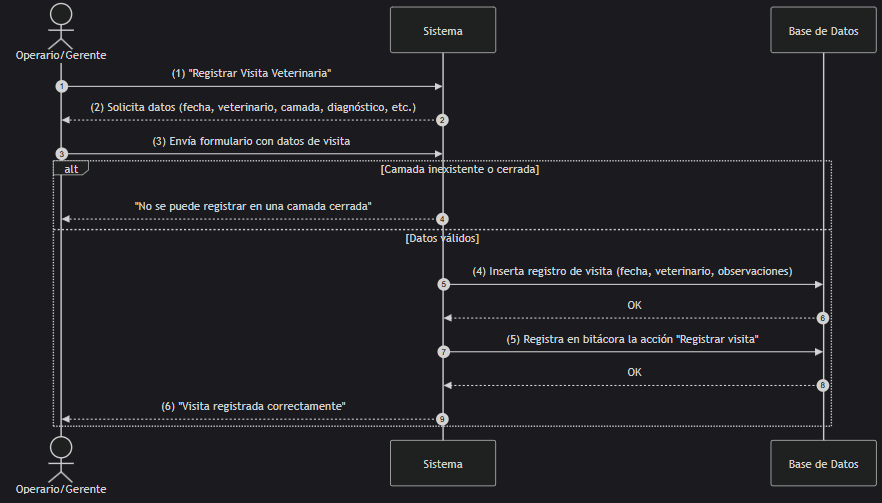 Operario/Gerente
Sistema
Base de Datos
1
(1) "Registrar Visita Veterinaria"
(2) Solicita datos (fecha, veterinario, camada, diagnóstico, etc.)
2
(3) Envía formulario con datos de visita
3
alt
[Camada inexistente o cerrada]
"No se puede registrar en una camada cerrada"
4
[Datos válidos]
(4) Inserta registro de visita (fecha, veterinario, observaciones)
5
OK
6
(5) Registra en bitácora la acción "Registrar visita"
7
OK
8
(6) "Visita registrada correctamente"
9
Operario/Gerente
Sistema
Base de Datos